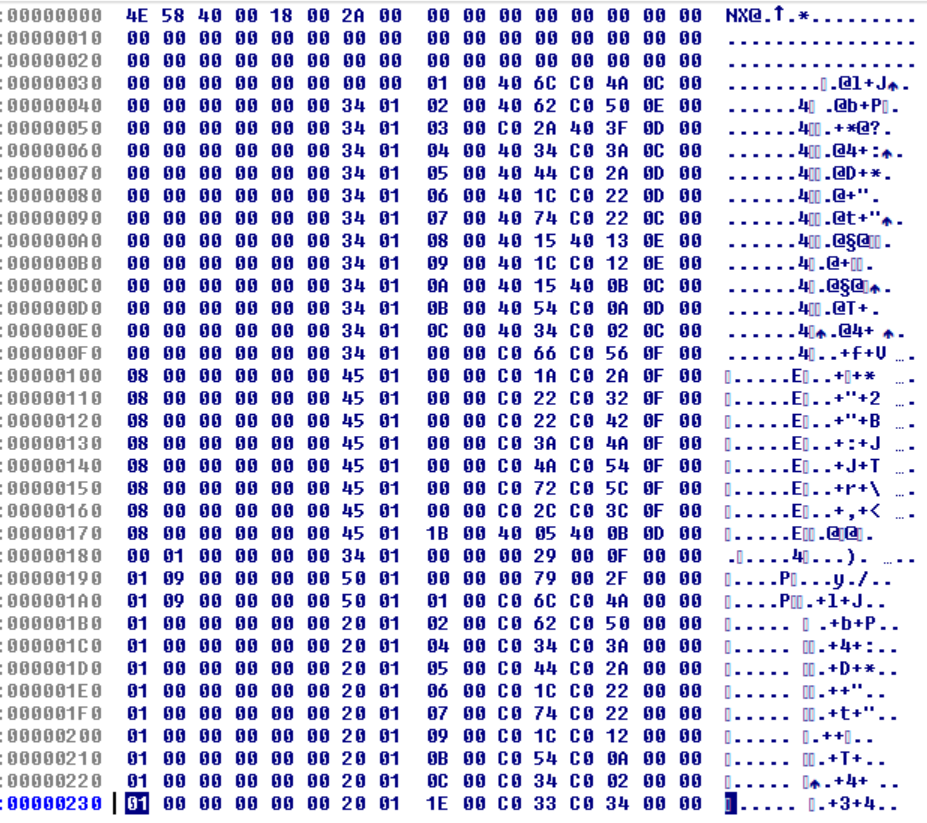 :00000000 4E 58 40 00 18 00 2A 00 00 00 00 00 00 00 00 00 NX@.↑.*.........
:00000010 00 00 00 00 00 00 00 00 00 00 00 00 00 00 00 00 ................
:00000020 00 00 00 00 00 00 00 00 00 00 00 00 00 00 00 00 ................
:00000030 00 00 00 00 00 00 00 00 01 00 40 6C C0 4A 0C 00 ........▯.@l+J♠.
:00000040 00 00 00 00 00 00 34 01 02 00 40 62 C0 50 0E 00 ......4▯ .@b+P▯.
:00000050 00 00 00 00 00 00 34 01 03 00 C0 2A 40 3F 0D 00 ......4▯▯.+*@?.
:00000060 00 00 00 00 00 00 34 01 04 00 40 34 C0 3A 0C 00 ......4▯▯.@4+:♠.
:00000070 00 00 00 00 00 00 34 01 05 00 40 44 C0 2A 0D 00 ......4▯▯.@D+*.
:00000080 00 00 00 00 00 00 34 01 06 00 40 1C C0 22 0D 00 ......4▯▯.@+".
:00000090 00 00 00 00 00 00 34 01 07 00 40 74 C0 22 0C 00 ......4▯▯.@t+"♠.
:000000A0 00 00 00 00 00 00 34 01 08 00 40 15 40 13 0E 00 ......4▯▯.@§@▯▯.
:000000B0 00 00 00 00 00 00 34 01 09 00 40 1C C0 12 0E 00 ......4▯.@+▯▯.
:000000C0 00 00 00 00 00 00 34 01 0A 00 40 15 40 0B 0C 00 ......4▯.@§@▯♠.
:000000D0 00 00 00 00 00 00 34 01 0B 00 40 54 C0 0A 0D 00 ......4▯▯.@T+.
:000000E0 00 00 00 00 00 00 34 01 0C 00 40 34 C0 02 0C 00 ......4▯♠.@4+ ♠.
:000000F0 00 00 00 00 00 00 34 01 00 00 C0 66 C0 56 0F 00 ......4▯..+f+V ….
:00000100 08 00 00 00 00 00 45 01 00 00 C0 1A C0 2A 0F 00 ▯.....E▯..+▯+* ….
:00000110 08 00 00 00 00 00 45 01 00 00 C0 22 C0 32 0F 00 ▯.....E▯..+"+2 ….
:00000120 08 00 00 00 00 00 45 01 00 00 C0 22 C0 42 0F 00 ▯.....E▯..+"+B ….
:00000130 08 00 00 00 00 00 45 01 00 00 C0 3A C0 4A 0F 00 ▯.....E▯..+:+J ….
:00000140 08 00 00 00 00 00 45 01 00 00 C0 4A C0 54 0F 00 ▯.....E▯..+J+T ….
:00000150 08 00 00 00 00 00 45 01 00 00 C0 72 C0 5C 0F 00 ▯.....E▯..+r+\ ….
:00000160 08 00 00 00 00 00 45 01 00 00 C0 2C C0 3C 0F 00 ▯.....E▯..+,+< ….
:00000170 08 00 00 00 00 00 45 01 1B 00 40 05 40 0B 0D 00 ▯.....E▯▯.@▯@▯.
:00000180 00 01 00 00 00 00 34 01 00 00 00 29 00 0F 00 00 .▯....4▯...). …..
:00000190 01 09 00 00 00 00 50 01 00 00 00 79 00 2F 00 00 ▯....P▯...y./..
:000001A0 01 09 00 00 00 00 50 01 01 00 C0 6C C0 4A 00 00 ▯....P▯▯.+l+J..
:000001B0 01 00 00 00 00 00 20 01 02 00 C0 62 C0 50 00 00 ▯..... ▯ .+b+P..
:000001C0 01 00 00 00 00 00 20 01 04 00 C0 34 C0 3A 00 00 ▯..... ▯▯.+4+:..
:000001D0 01 00 00 00 00 00 20 01 05 00 C0 44 C0 2A 00 00 ▯..... ▯▯.+D+*..
:000001E0 01 00 00 00 00 00 20 01 06 00 C0 1C C0 22 00 00 ▯..... ▯▯.++"..
:000001F0 01 00 00 00 00 00 20 01 07 00 C0 74 C0 22 00 00 ▯..... ▯▯.+t+"..
:00000200 01 00 00 00 00 00 20 01 09 00 C0 1C C0 12 00 00 ▯..... ▯.++▯..
:00000210 01 00 00 00 00 00 20 01 0B 00 C0 54 C0 0A 00 00 ▯..... ▯▯.+T+..
:00000220 01 00 00 00 00 00 20 01 0C 00 C0 34 C0 02 00 00 ▯..... ▯♠.+4+ ..
:00000230 01 00 00 00 00 00 20 01 1E 00 C0 33 C0 34 00 00 ▯..... ▯.+3+4..